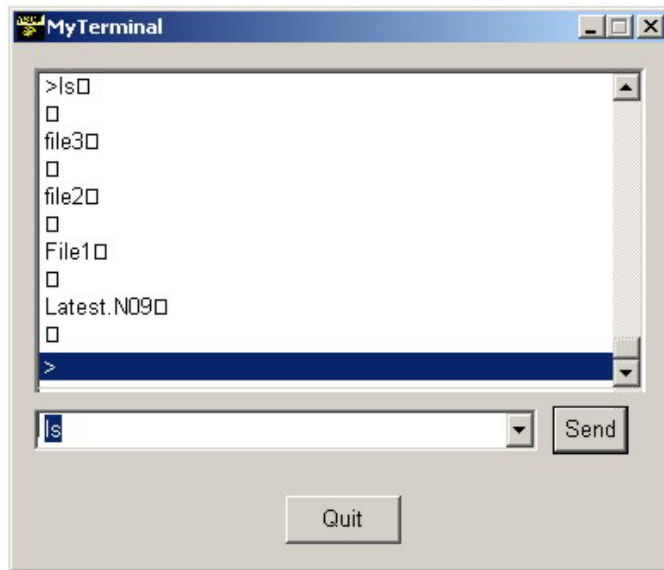 MyTerminal
>ls□
□
file3□
□
file2□
□
File1□
□
Latest.N09□
□
>
ls
Send
Quit